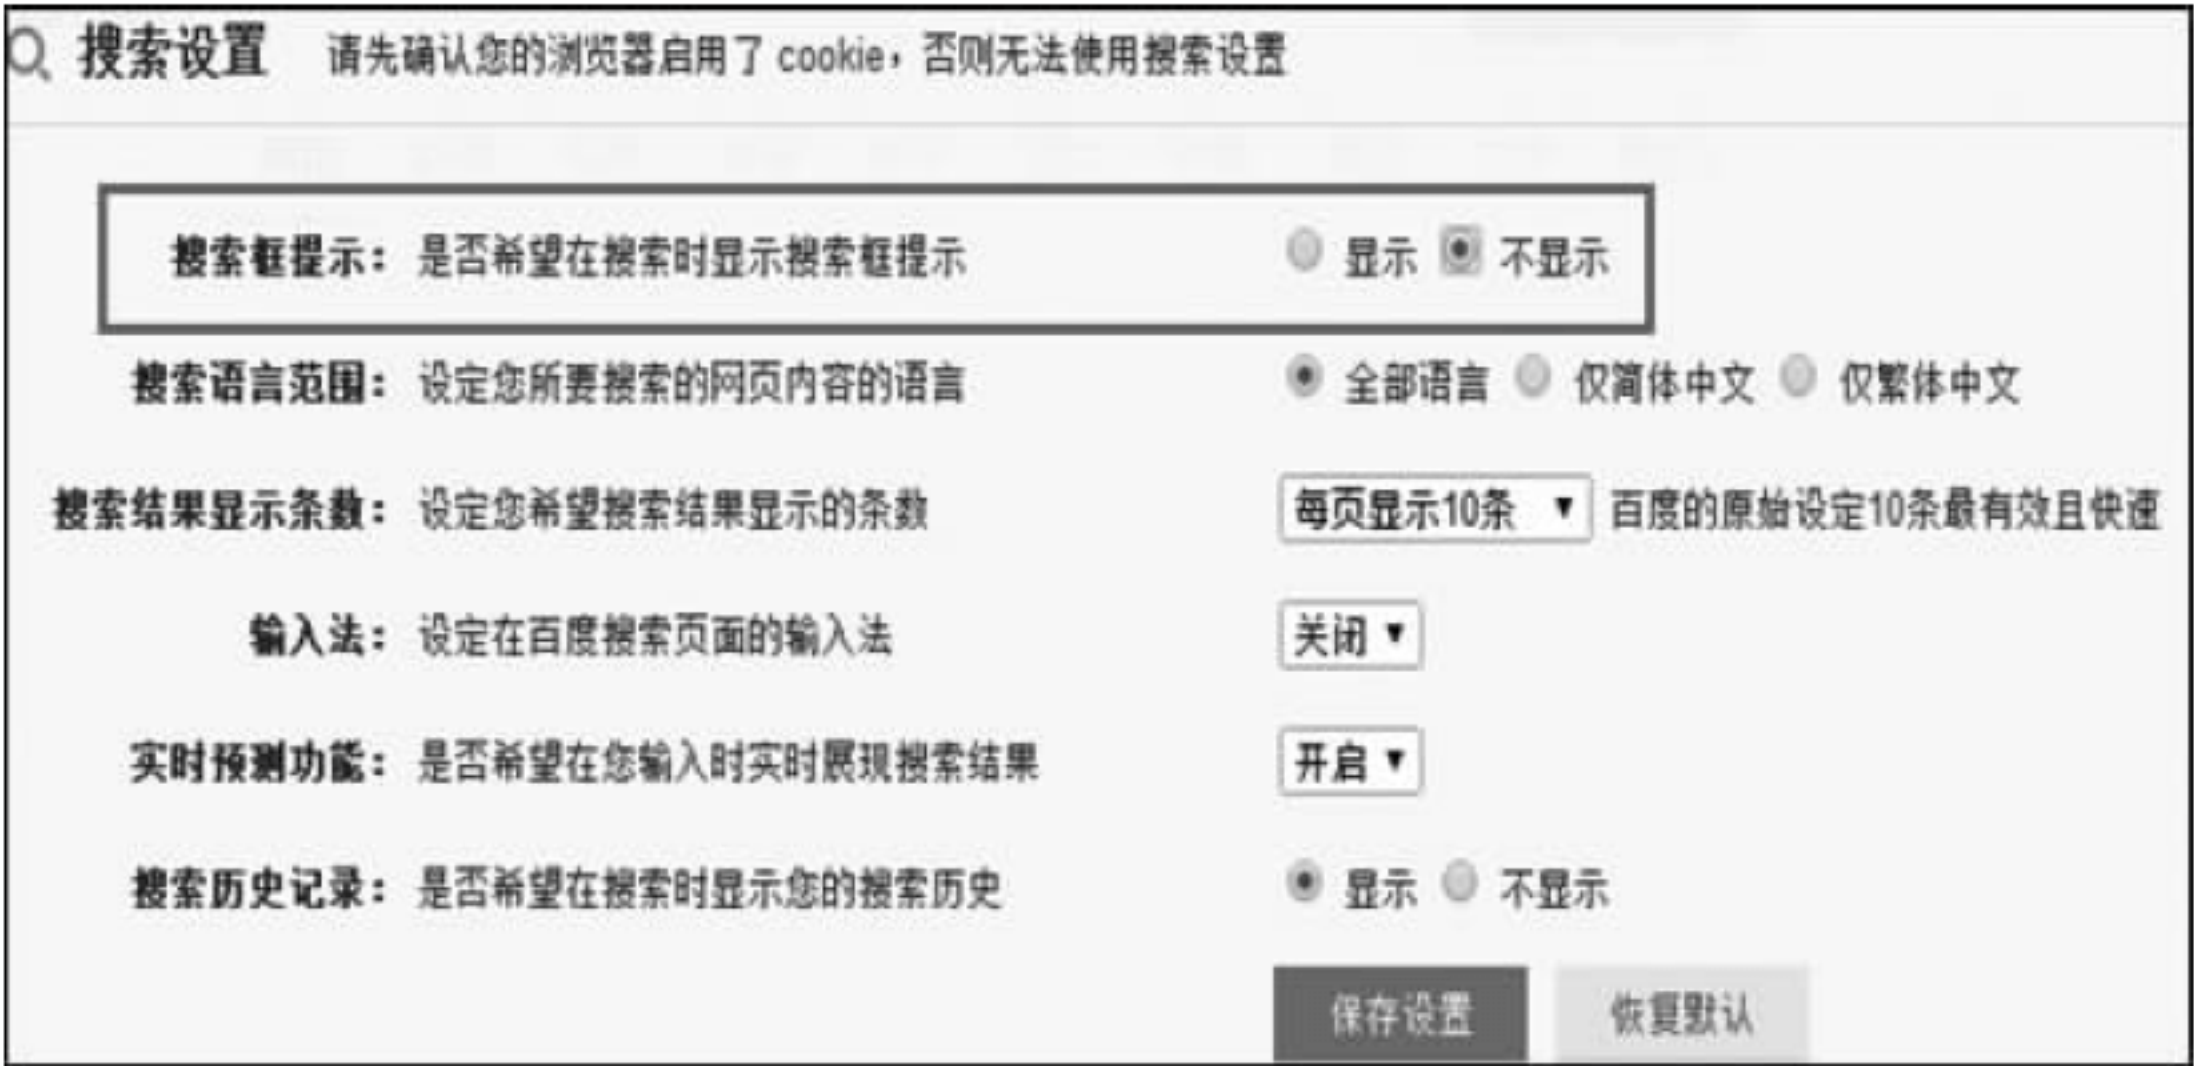 搜索设置 请先确认您的浏览器启用了 cookie，否则无法使用搜索设置
搜索框提示： 是否希望在搜索时显示搜索框提示 显示 不显示
搜索语言范围： 设定您所要搜索的网页内容的语言 全部语言 仅简体中文 仅繁体中文
搜索结果显示条数： 设定您希望搜索结果显示的条数 每页显示10条 百度的原始设定10条最有效且快速
输入法： 设定在百度搜索页面的输入法 关闭
实时预测功能： 是否希望在您输入时实时展现搜索结果 开启
搜索历史记录： 是否希望在搜索时显示您的搜索历史 显示 不显示
保存设置 恢复默认